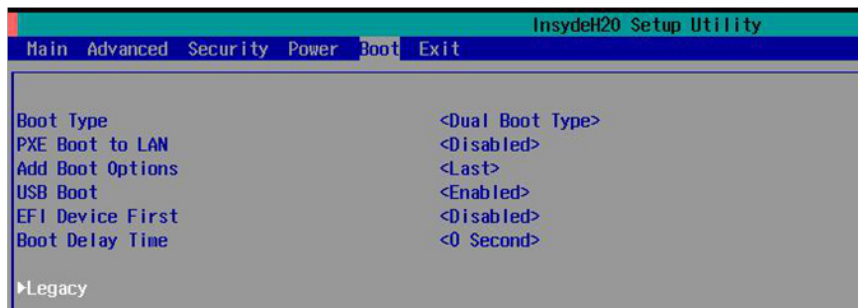 InsydeH20 Setup Utility
Main Advanced Security Power Boot Exit
Boot Type <Dual Boot Type>
PXE Boot to LAN <Disabled>
Add Boot Options <Last>
USB Boot <Enabled>
EFI Device First <Disabled>
Boot Delay Time <0 Second>
▶Legacy